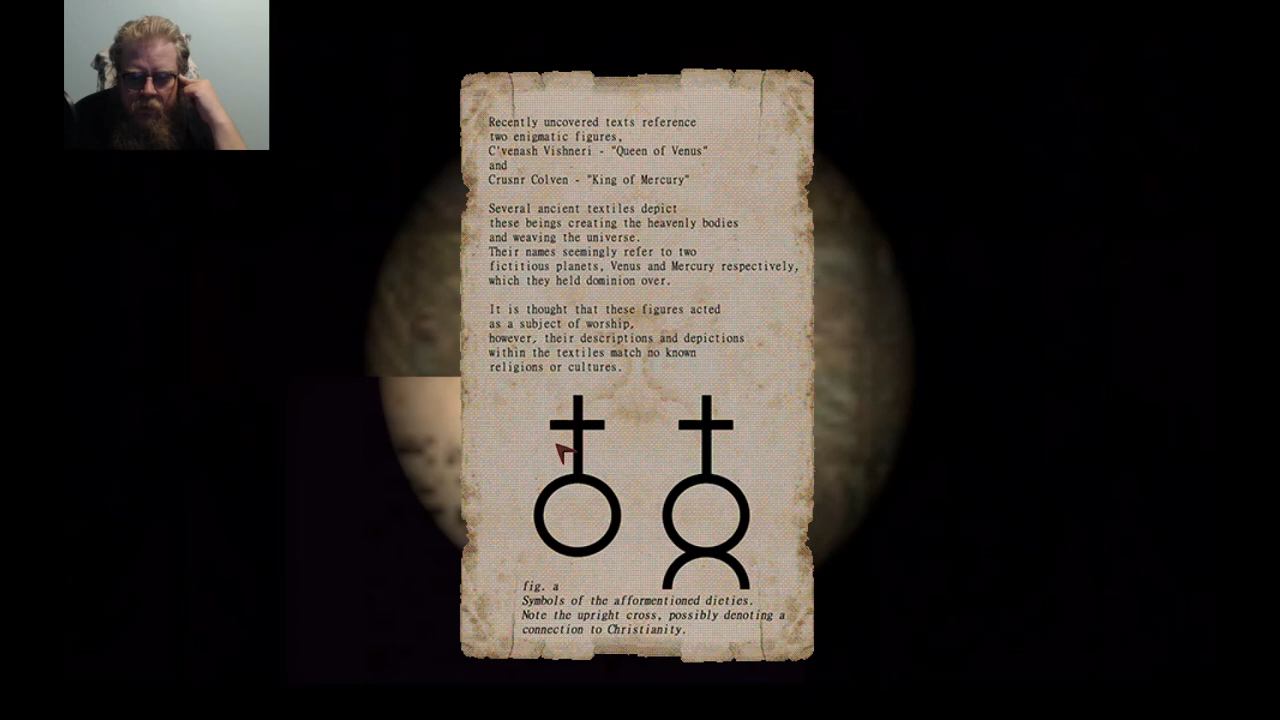 Recently uncovered texts reference
two enigmatic figures,
C'venash Vishneri - "Queen of Venus"
and
Crusnr Colven - "King of Mercury"
Several ancient textiles depict
these beings creating the heavenly bodies
and weaving the universe.
Their names seemingly refer to two
fictitious planets, Venus and Mercury respectively,
which they held dominion over.
It is thought that these figures acted
as a subject of worship,
however, their descriptions and depictions
within the textiles match no known
religions or cultures.
fig. a
Symbols of the afformentioned dieties.
Note the upright cross, possibly denoting a
connection to Christianity.